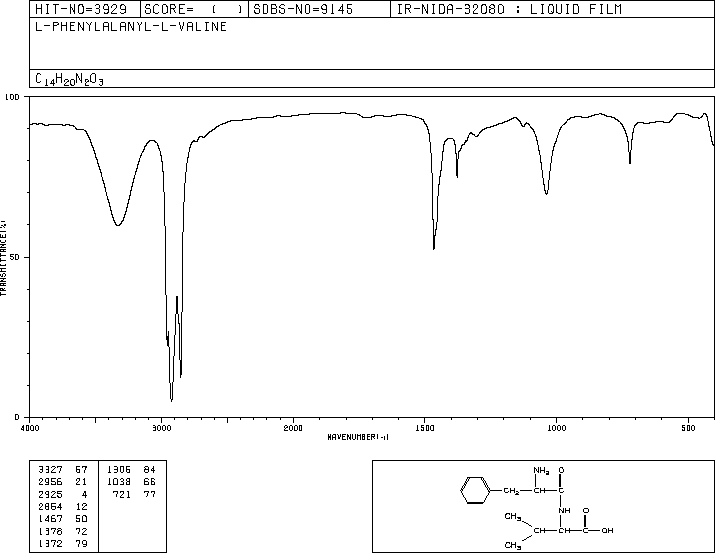 HIT-NO=3929 SCORE= ( ) SDBS-NO=9145 IR-NIDA-32080 : LIQUID FILM
L-PHENYLALANYL-L-VALINE
C14H20N2O3
100
50
0
TRANSMITTANCE(%)
4000 3000 2000 1500 1000 500
WAVENUMBER(-1)
3327 67 1306 84
2956 21 1038 66
2925 4 721 77
2854 12
1467 50
1378 72
1372 79
NH2 O
CH2 CH C
NH O
CH3
CH CH C OH
CH3